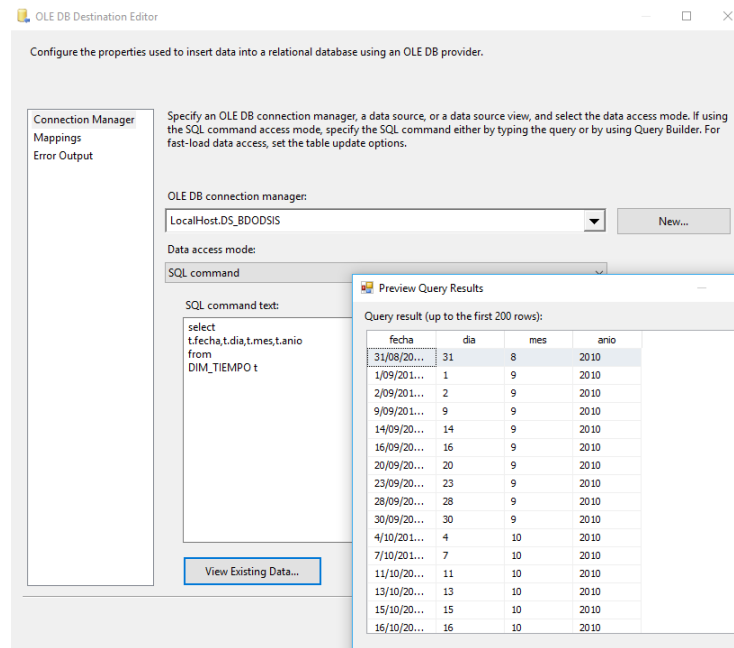 OLE DB Destination Editor
Configure the properties used to insert data into a relational database using an OLE DB provider.
Connection Manager
Mappings
Error Output
Specify an OLE DB connection manager, a data source, or a data source view, and select the data access mode. If using
the SQL command access mode, specify the SQL command either by typing the query or by using Query Builder. For
fast-load data access, set the table update options.
OLE DB connection manager:
LocalHost.DS_BDODSIS
New...
Data access mode:
SQL command
SQL command text:
select
t.fecha,t.dia,t.mes,t.anio
from
DIM_TIEMPO t
View Existing Data...
Preview Query Results
Query result (up to the first 200 rows):
fecha dia mes anio
31/08/20... 31 8 2010
1/09/201... 1 9 2010
2/09/201... 2 9 2010
9/09/201... 9 9 2010
14/09/20... 14 9 2010
16/09/20... 16 9 2010
20/09/20... 20 9 2010
23/09/20... 23 9 2010
28/09/20... 28 9 2010
30/09/20... 30 9 2010
4/10/201... 4 10 2010
7/10/201... 7 10 2010
11/10/20... 11 10 2010
13/10/20... 13 10 2010
15/10/20... 15 10 2010
16/10/20... 16 10 2010